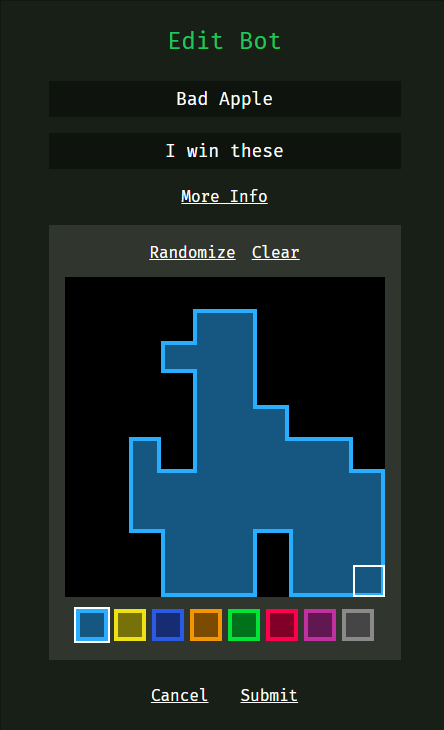 Edit Bot
Bad Apple
I win these
More Info
Randomize Clear
Cancel Submit